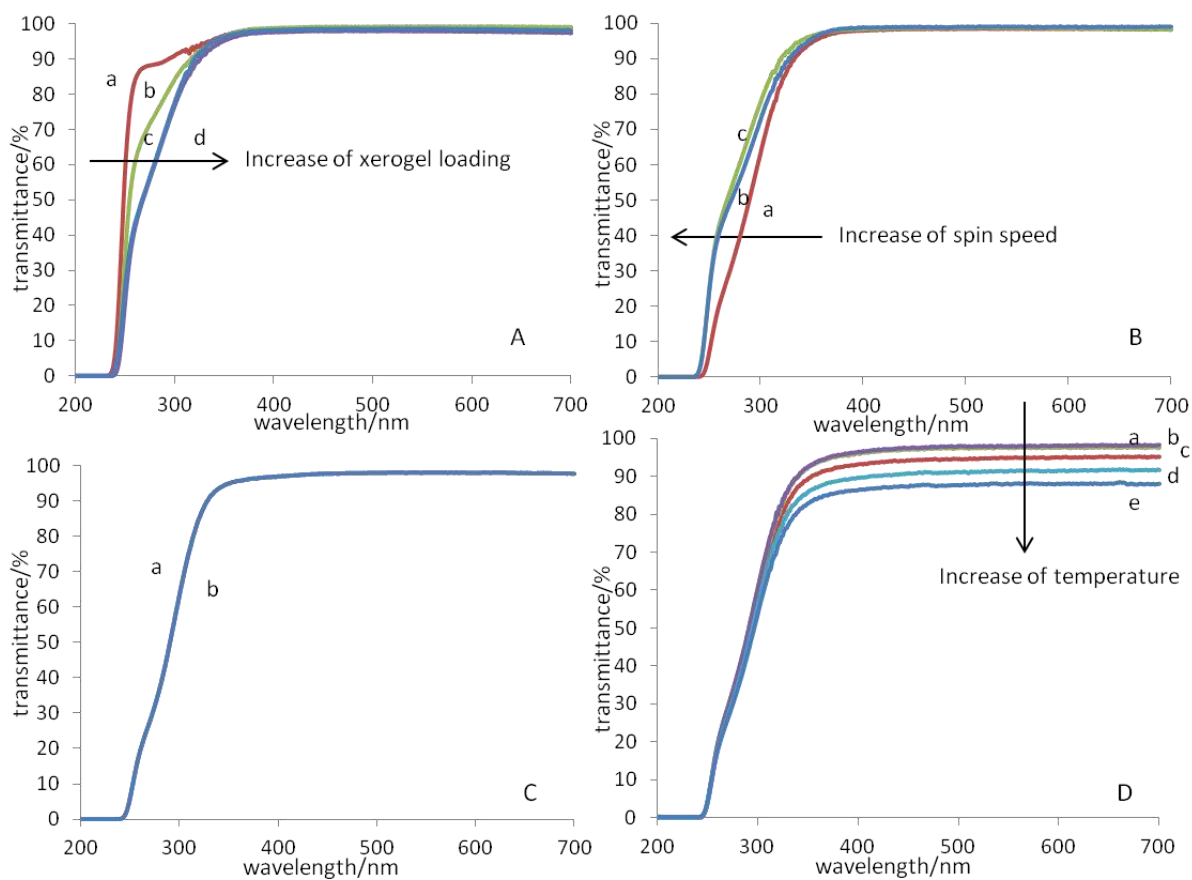 100
90
80
70
60
50
40
30
20
10
0
transmittance/%
a
b
c
d
Increase of xerogel loading
A
200 300 400 500 600 700
wavelength/nm
100
90
80
70
60
50
40
30
20
10
0
transmittance/%
c
b
a
Increase of spin speed
B
200 300 400 500 600 700
wavelength/nm
100
90
80
70
60
50
40
30
20
10
0
transmittance/%
a
b
C
200 300 400 500 600 700
wavelength/nm
100
90
80
70
60
50
40
30
20
10
0
transmittance/%
a
b
c
d
e
Increase of temperature
D
200 300 400 500 600 700
wavelength/nm